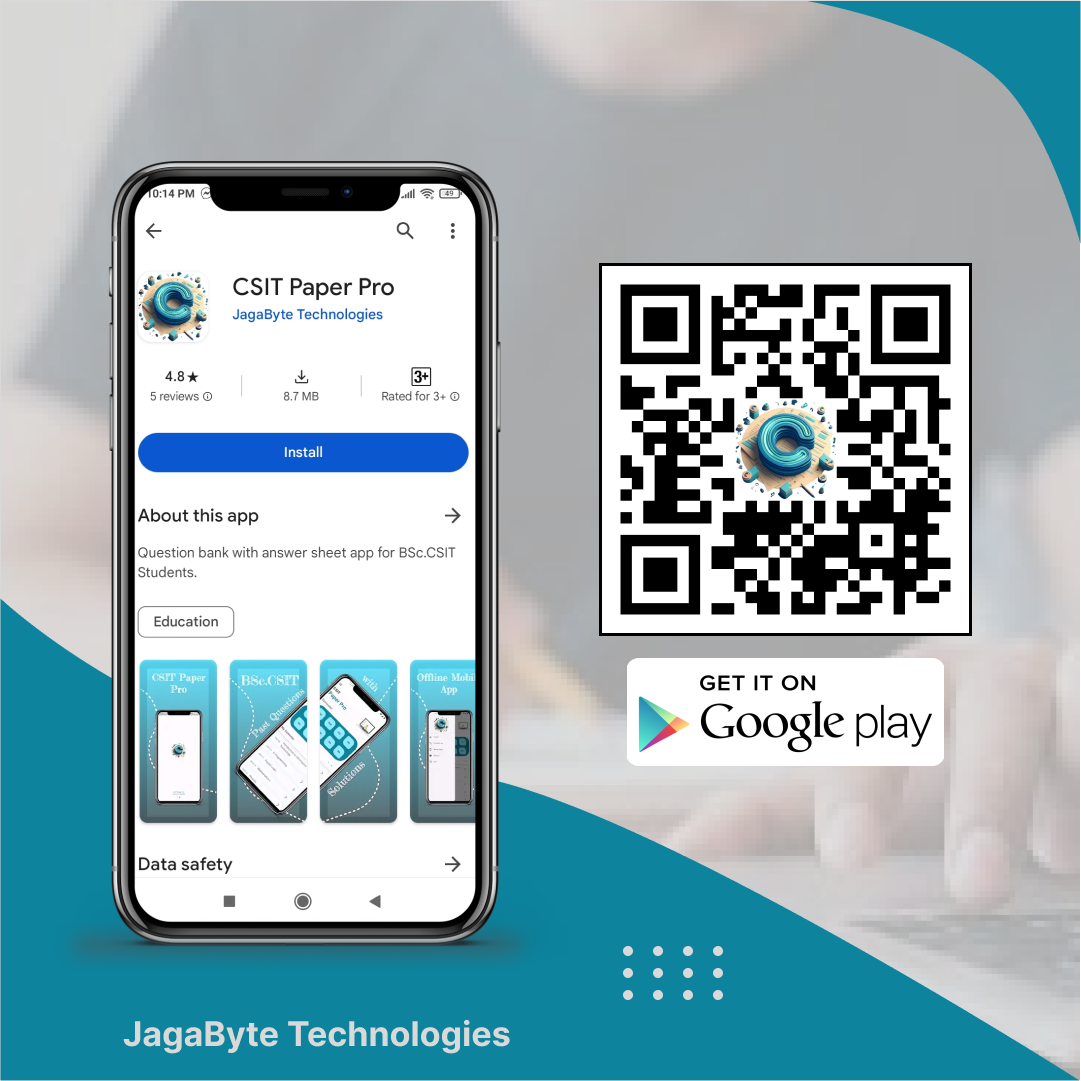 10:14 PM
49
CSIT Paper Pro
JagaByte Technologies
4.8★
5 reviews
8.7 MB
3+
Rated for 3+
Install
About this app
Question bank with answer sheet app for BSc.CSIT
Students.
Education
CSIT Paper
Pro
BSc.CSIT
Past Questions
with
Solutions
Offline Mobi
App
Data safety
C
GET IT ON
Google play
JagaByte Technologies